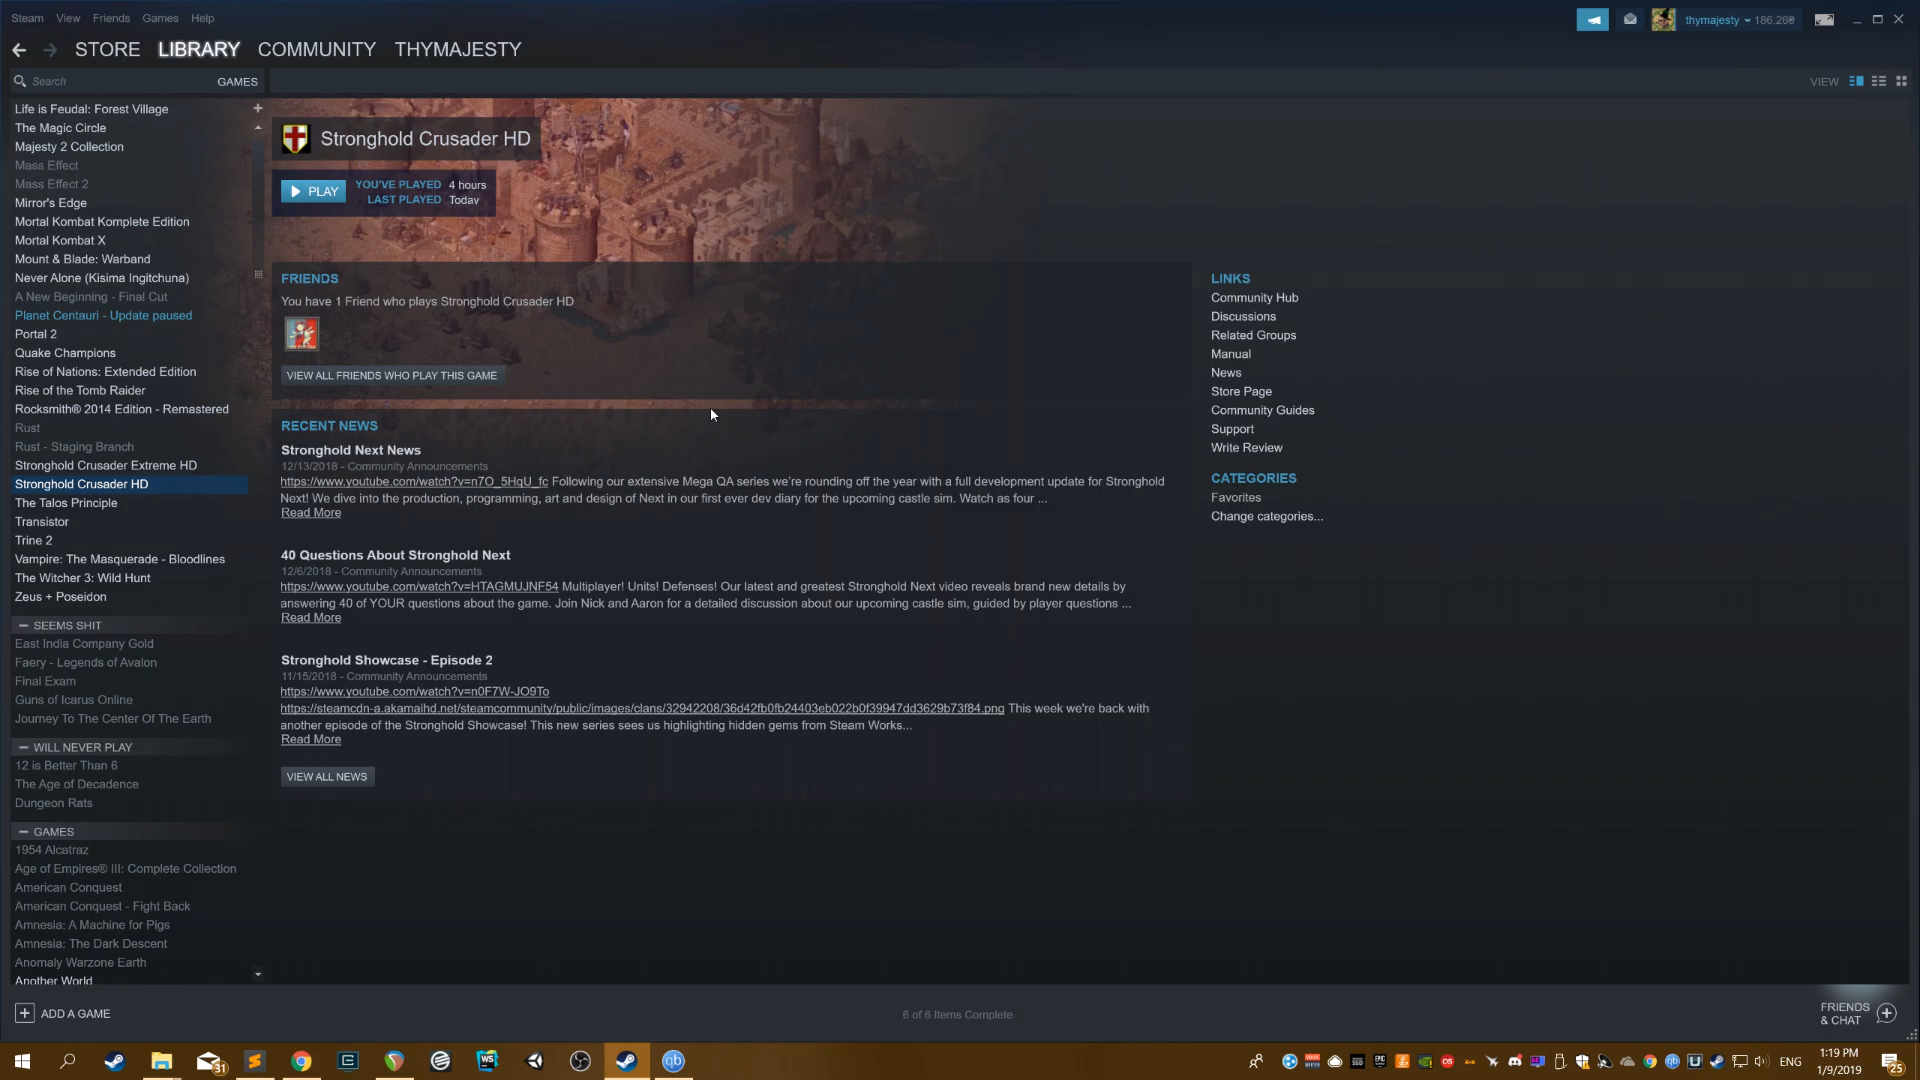 Steam View Friends Games Help
thymajesty 186.26₴
STORE LIBRARY COMMUNITY THYMAJESTY
Search GAMES
VIEW
Life is Feudal: Forest Village
The Magic Circle
Majesty 2 Collection
Mass Effect
Mass Effect 2
Mirror's Edge
Mortal Kombat Komplete Edition
Mortal Kombat X
Mount & Blade: Warband
Never Alone (Kisima Ingitchuna)
A New Beginning - Final Cut
Planet Centauri - Update paused
Portal 2
Quake Champions
Rise of Nations: Extended Edition
Rise of the Tomb Raider
Rocksmith® 2014 Edition - Remastered
Rust
Rust - Staging Branch
Stronghold Crusader Extreme HD
Stronghold Crusader HD
The Talos Principle
Transistor
Trine 2
Vampire: The Masquerade - Bloodlines
The Witcher 3: Wild Hunt
Zeus + Poseidon
SEEMS SHIT
East India Company Gold
Faery - Legends of Avalon
Final Exam
Guns of Icarus Online
Journey To The Center Of The Earth
WILL NEVER PLAY
12 is Better Than 6
The Age of Decadence
Dungeon Rats
GAMES
1954 Alcatraz
Age of Empires® III: Complete Collection
American Conquest
American Conquest - Fight Back
Amnesia: A Machine for Pigs
Amnesia: The Dark Descent
Anomaly Warzone Earth
Another World
Stronghold Crusader HD
PLAY
YOU'VE PLAYED 4 hours
LAST PLAYED Today
FRIENDS
You have 1 Friend who plays Stronghold Crusader HD
VIEW ALL FRIENDS WHO PLAY THIS GAME
RECENT NEWS
Stronghold Next News
12/13/2018 - Community Announcements
https://www.youtube.com/watch?v=n7O_5HqU_fc Following our extensive Mega QA series we're rounding off the year with a full development update for Stronghold
Next! We dive into the production, programming, art and design of Next in our first ever dev diary for the upcoming castle sim. Watch as four ...
Read More
40 Questions About Stronghold Next
12/6/2018 - Community Announcements
https://www.youtube.com/watch?v=HTAGMUJNF54 Multiplayer! Units! Defenses! Our latest and greatest Stronghold Next video reveals brand new details by
answering 40 of YOUR questions about the game. Join Nick and Aaron for a detailed discussion about our upcoming castle sim, guided by player questions ...
Read More
Stronghold Showcase - Episode 2
11/15/2018 - Community Announcements
https://www.youtube.com/watch?v=n0F7W-JO9To
https://steamcdn-a.akamaihd.net/steamcommunity/public/images/clans/32942208/36d42fb0fb24403eb022b0f39947dd3629b73f84.png This week we're back with
another episode of the Stronghold Showcase! This new series sees us highlighting hidden gems from Steam Works...
Read More
VIEW ALL NEWS
LINKS
Community Hub
Discussions
Related Groups
Manual
News
Store Page
Community Guides
Support
Write Review
CATEGORIES
Favorites
Change categories...
ADD A GAME
6 of 6 Items Complete
FRIENDS
& CHAT
31
WS
qb
ENG
1:19 PM
1/9/2019
25